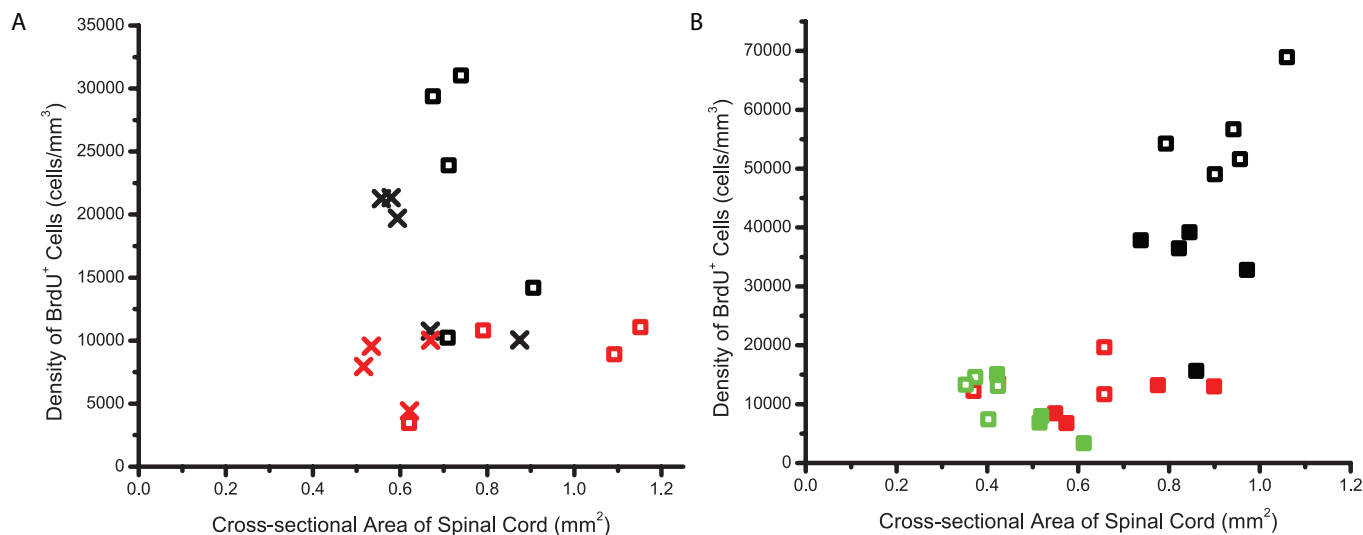 A
35000
30000
25000
20000
15000
10000
5000
0
Density of BrdU+ Cells (cells/mm3)
0.0 0.2 0.4 0.6 0.8 1.0 1.2
Cross-sectional Area of Spinal Cord (mm2)
B
70000
60000
50000
40000
30000
20000
10000
0
Density of BrdU+ Cells (cells/mm3)
0.0 0.2 0.4 0.6 0.8 1.0 1.2
Cross-sectional Area of Spinal Cord (mm2)